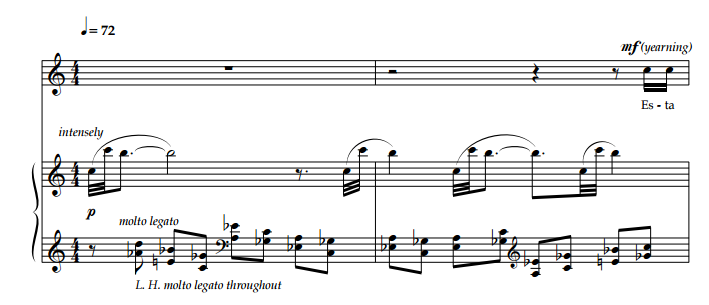 ♩= 72
mf (yearning)
Es - ta
intensely
p
molto legato
L. H. molto legato throughout